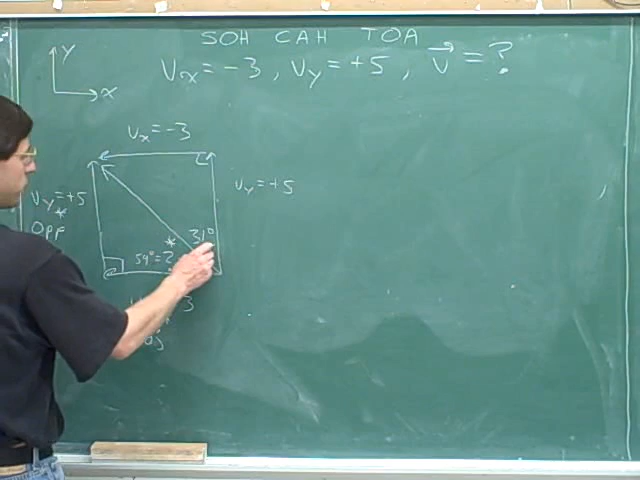 SOH CAH TOA
Y
x
Vx = -3 , Vy = +5 , v = ?
Vx = -3
Vy = +5
Vy = +5
*
Opp
*
31°
59° = ?
3